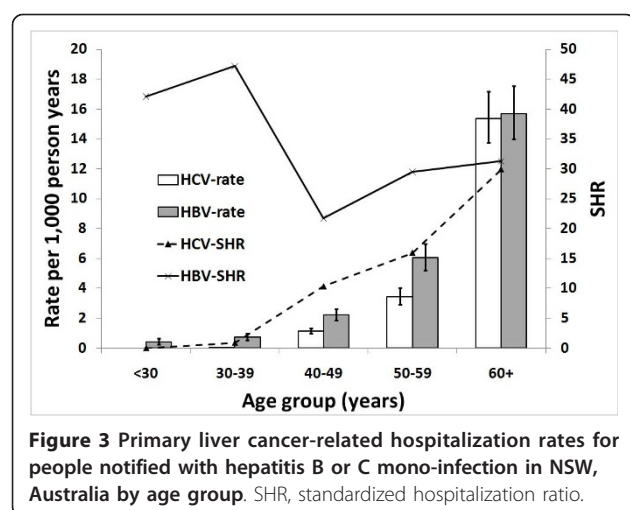 20
18
16
14
12
10
8
6
4
2
0
Rate per 1,000 person years
HCV-rate
HBV-rate
HCV-SHR
HBV-SHR
50
45
40
35
30
25
20
15
10
5
0
SHR
<30 30-39 40-49 50-59 60+
Age group (years)
Figure 3 Primary liver cancer-related hospitalization rates for
people notified with hepatitis B or C mono-infection in NSW,
Australia by age group. SHR, standardized hospitalization ratio.